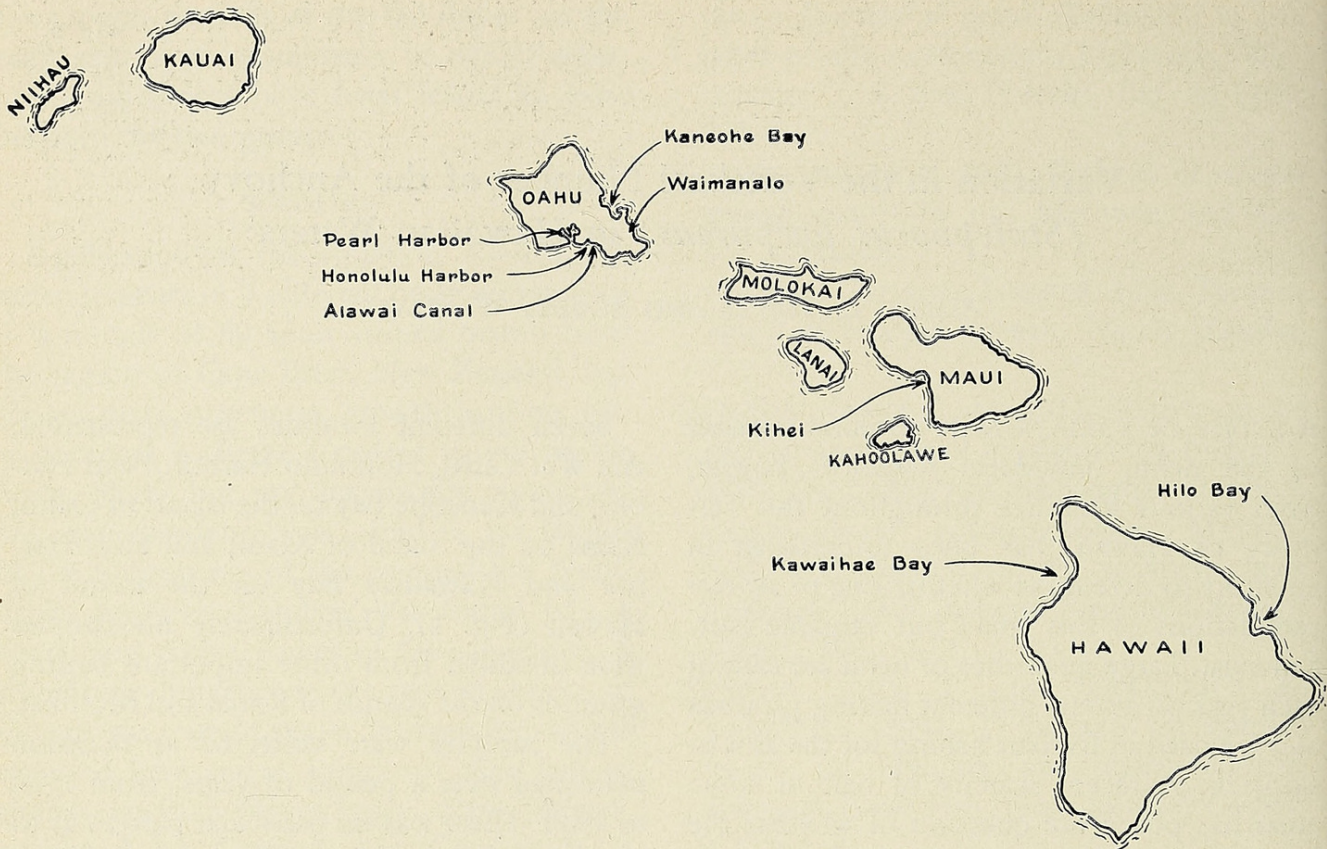 NIIHAU
KAUAI
Kaneohe Bay
Waimanalo
OAHU
Pearl Harbor
Honolulu Harbor
Alawai Canal
MOLOKAI
LANAI
MAUI
Kihei
KAHOOLAWE
Hilo Bay
Kawaihae Bay
HAWAII